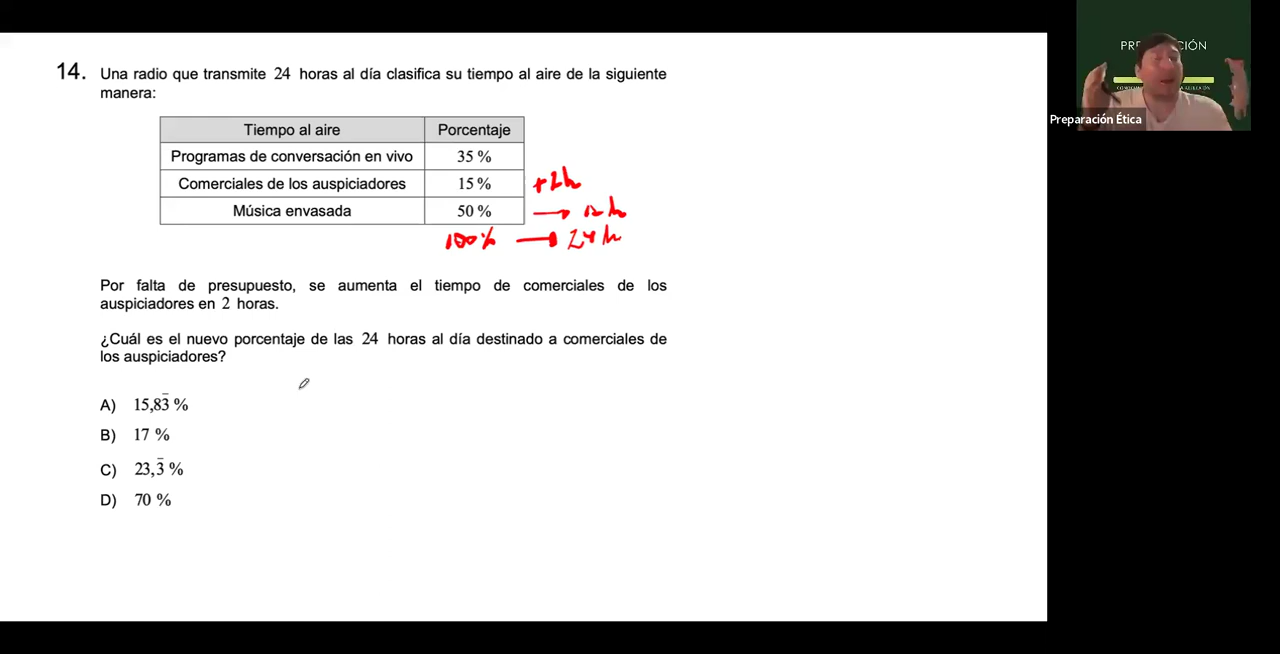 14. Una radio que transmite 24 horas al día clasifica su tiempo al aire de la siguiente
manera:
Tiempo al aire Porcentaje
Programas de conversación en vivo 35 %
Comerciales de los auspiciadores 15 % +2h
Música envasada 50 % → 12 h
100% → 24 h
Por falta de presupuesto, se aumenta el tiempo de comerciales de los
auspiciadores en 2 horas.
¿Cuál es el nuevo porcentaje de las 24 horas al día destinado a comerciales de
los auspiciadores?
A) 15,83̅ %
B) 17 %
C) 23,3̅ %
D) 70 %
Preparación Ética